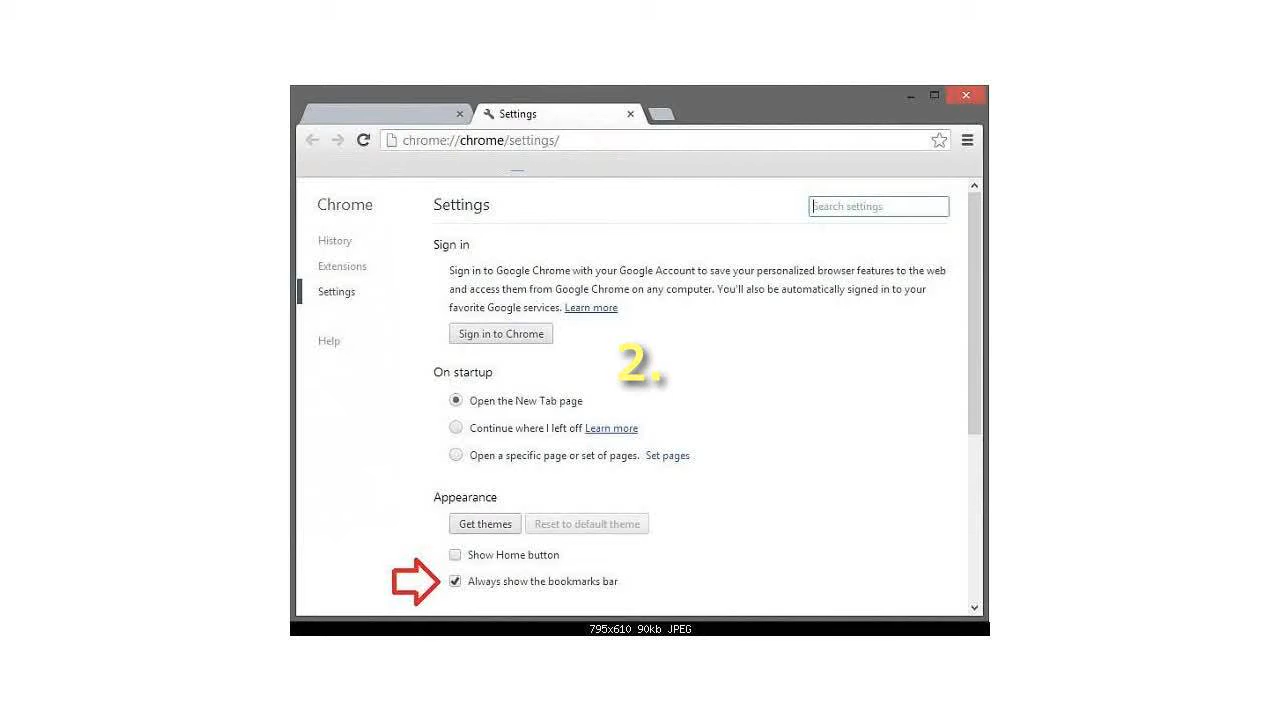 Settings
chrome://chrome/settings/
Chrome
Settings
Search settings
History
Extensions
Settings
Help
Sign in
Sign in to Google Chrome with your Google Account to save your personalized browser features to the web
and access them from Google Chrome on any computer. You'll also be automatically signed in to your
favorite Google services. Learn more
Sign in to Chrome
2.
On startup
Open the New Tab page
Continue where I left off Learn more
Open a specific page or set of pages. Set pages
Appearance
Get themes
Reset to default theme
Show Home button
Always show the bookmarks bar
795x610 90kb JPEG